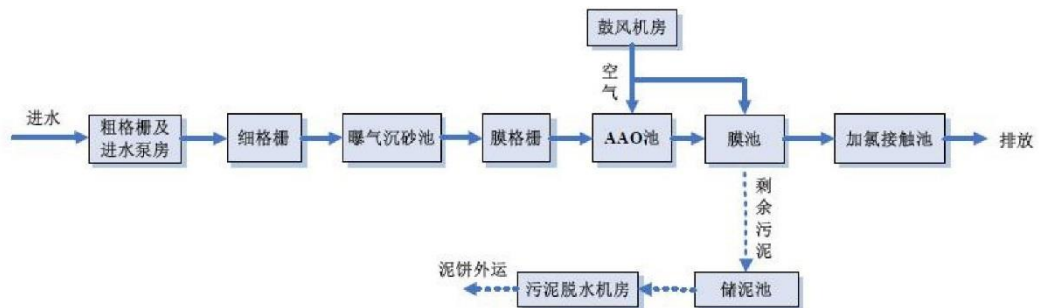 鼓风机房
空气
进水
粗格栅及
进水泵房
细格栅
曝气沉砂池
膜格栅
AAO池
膜池
加氯接触池
排放
剩余污泥
泥饼外运
污泥脱水机房
储泥池